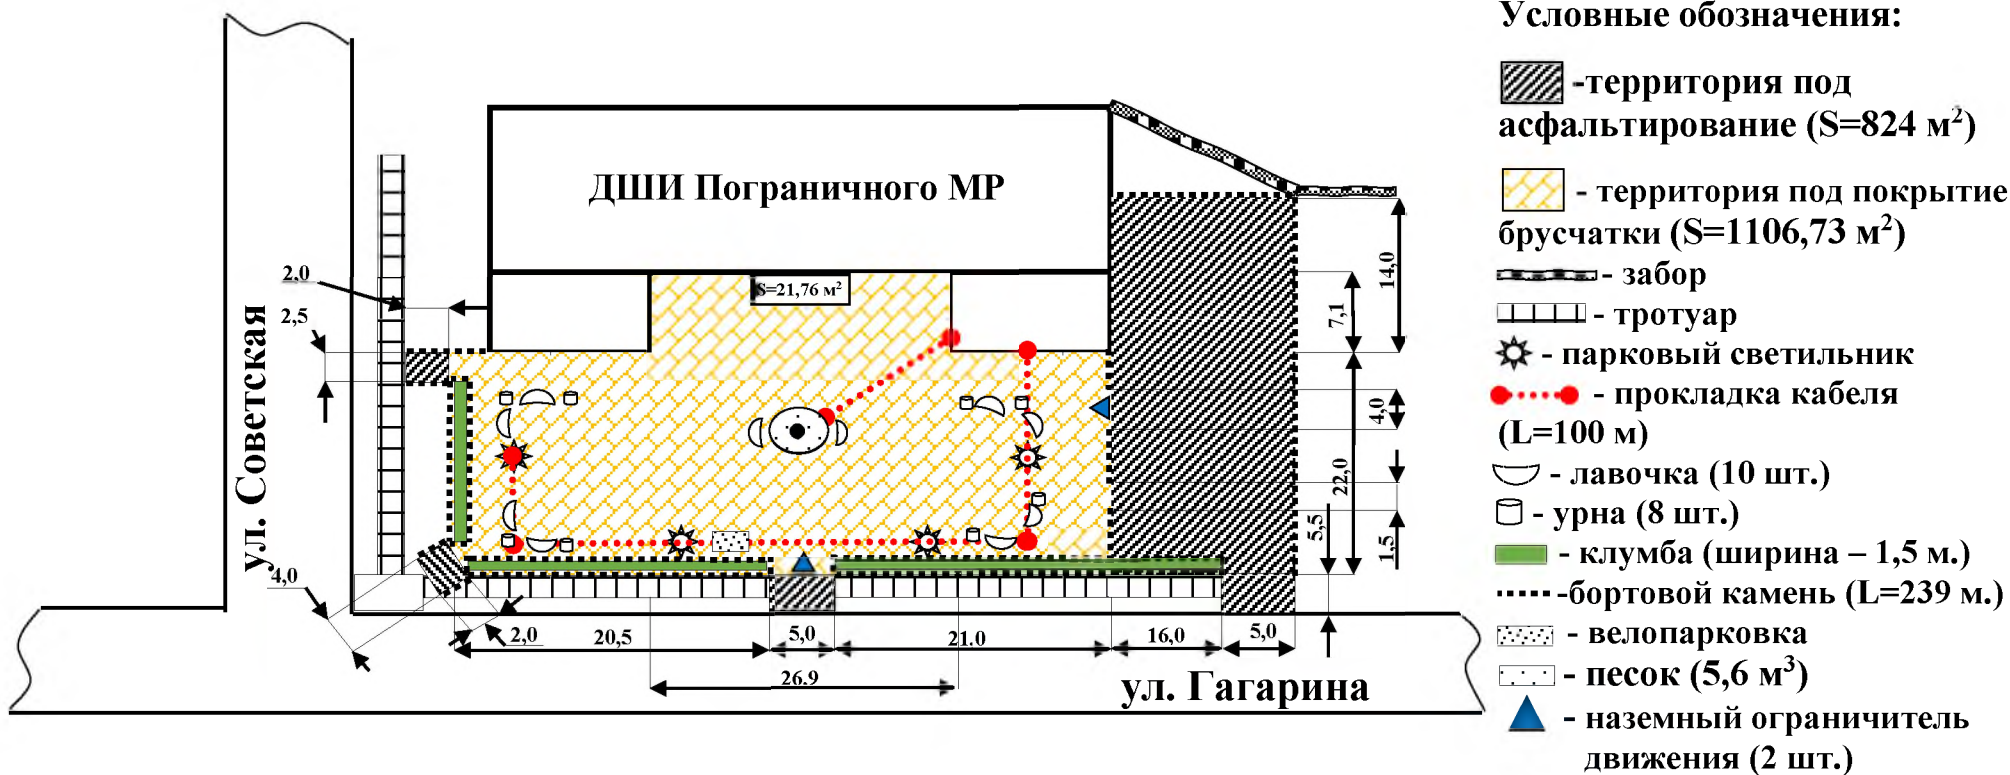 Условные обозначения:
-территория под
асфальтирование (S=824 м²)
- территория под покрытие
брусчатки (S=1106,73 м²)
- забор
- тротуар
- парковый светильник
- прокладка кабеля
(L=100 м)
- лавочка (10 шт.)
- урна (8 шт.)
- клумба (ширина – 1,5 м.)
-бортовой камень (L=239 м.)
- велопарковка
- песок (5,6 м³)
- наземный ограничитель
движения (2 шт.)
ДШИ Пограничного МР
S=21,76 м²
ул. Советская
2,0
2,5
4,0
2,0
20,5
5,0
21,0
16,0
5,0
26,9
ул. Гагарина
14,0
7,1
4,0
22,0
5,5
1,5